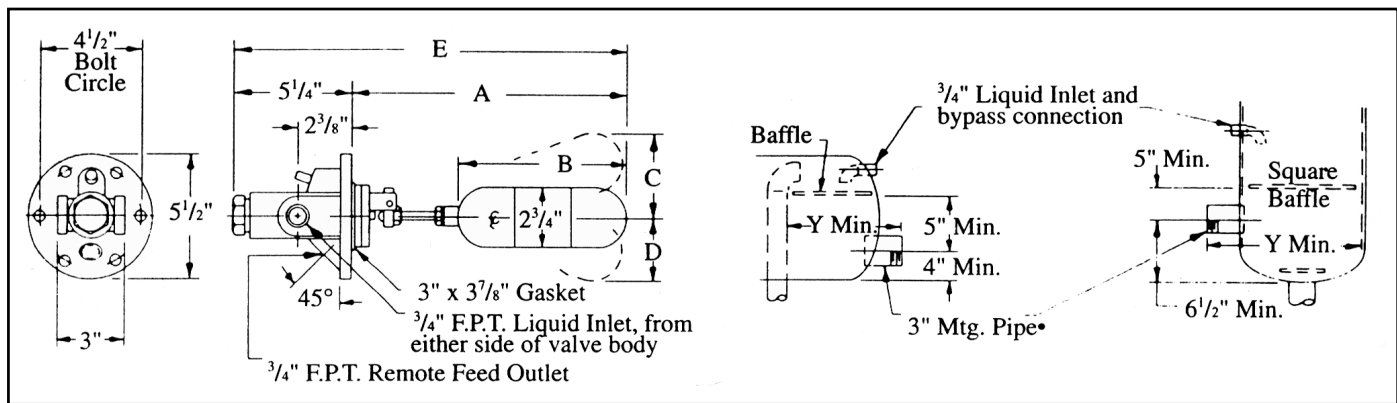 4 1/2"
Bolt
Circle
5 1/2"
3"
E
5 1/4"
A
2 3/8"
B
C
D
℄
2 3/4"
45°
3" x 3 7/8" Gasket
3/4" F.P.T. Liquid Inlet, from
either side of valve body
3/4" F.P.T. Remote Feed Outlet
3/4" Liquid Inlet and
bypass connection
Baffle
Y Min.
5" Min.
4" Min.
3" Mtg. Pipe•
5" Min.
Square
Baffle
Y Min.
6 1/2" Min.